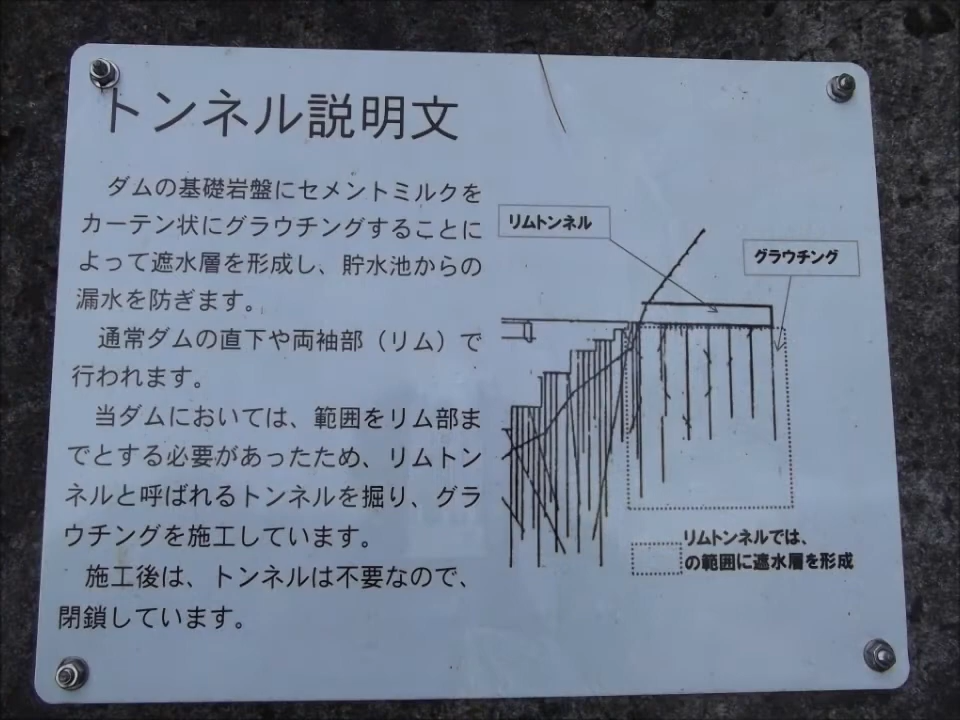 トンネル説明文
ダムの基礎岩盤にセメントミルクを
カーテン状にグラウチングすることに
よって遮水層を形成し、貯水池からの
漏水を防ぎます。
通常ダムの直下や両袖部（リム）で
行われます。
当ダムにおいては、範囲をリム部ま
でとする必要があったため、リムトン
ネルと呼ばれるトンネルを掘り、グラ
ウチングを施工しています。
施工後は、トンネルは不要なので、
閉鎖しています。
リムトンネル
グラウチング
リムトンネルでは、
の範囲に遮水層を形成